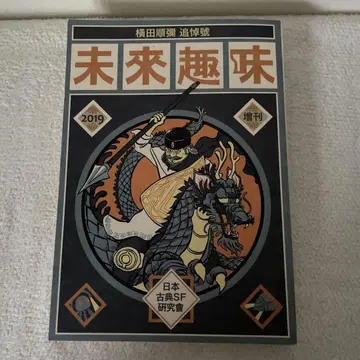 横田順彌 追悼號
未來趣味
2019
增刊
日本
古典SF
研究會